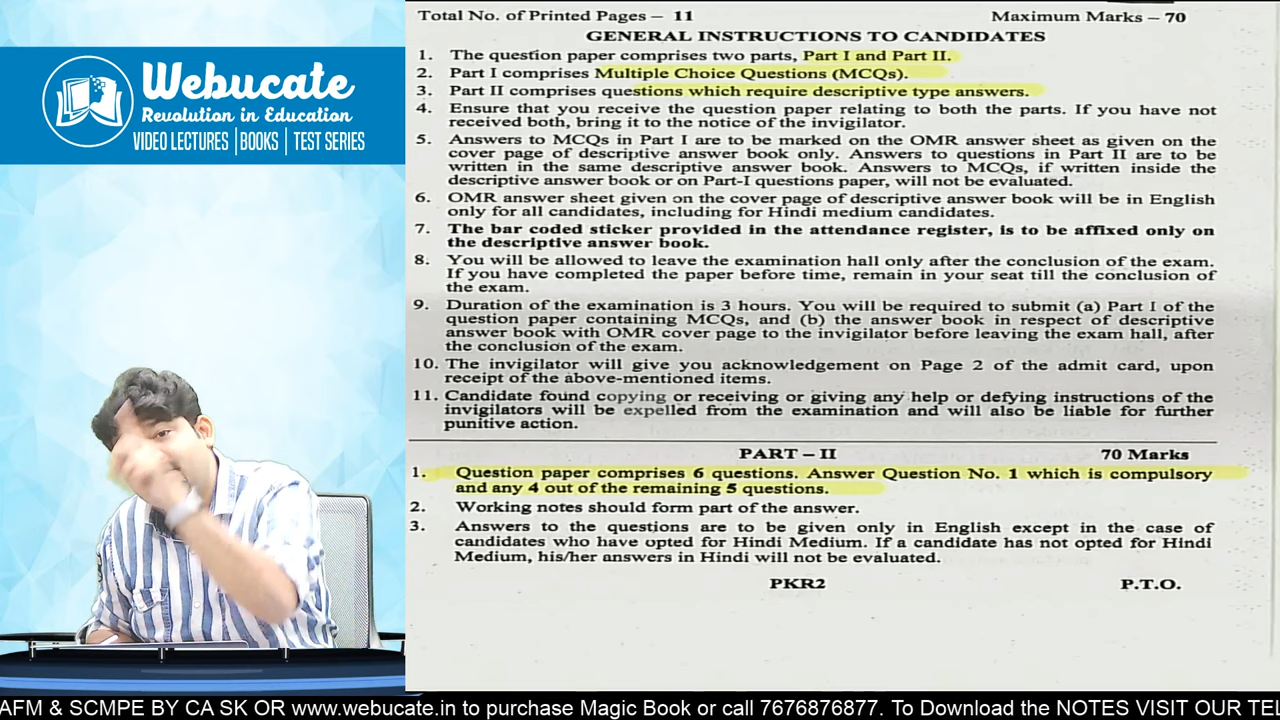 Webucate
Revolution in Education
VIDEO LECTURES | BOOKS | TEST SERIES
Total No. of Printed Pages – 11 Maximum Marks – 70
GENERAL INSTRUCTIONS TO CANDIDATES
1. The question paper comprises two parts, Part I and Part II.
2. Part I comprises Multiple Choice Questions (MCQs).
3. Part II comprises questions which require descriptive type answers.
4. Ensure that you receive the question paper relating to both the parts. If you have not
received both, bring it to the notice of the invigilator.
5. Answers to MCQs in Part I are to be marked on the OMR answer sheet as given on the
cover page of descriptive answer book only. Answers to questions in Part II are to be
written in the same descriptive answer book. Answers to MCQs, if written inside the
descriptive answer book or on Part-I questions paper, will not be evaluated.
6. OMR answer sheet given on the cover page of descriptive answer book will be in English
only for all candidates, including for Hindi medium candidates.
7. The bar coded sticker provided in the attendance register, is to be affixed only on
the descriptive answer book.
8. You will be allowed to leave the examination hall only after the conclusion of the exam.
If you have completed the paper before time, remain in your seat till the conclusion of
the exam.
9. Duration of the examination is 3 hours. You will be required to submit (a) Part I of the
question paper containing MCQs, and (b) the answer book in respect of descriptive
answer book with OMR cover page to the invigilator before leaving the exam hall, after
the conclusion of the exam.
10. The invigilator will give you acknowledgement on Page 2 of the admit card, upon
receipt of the above-mentioned items.
11. Candidate found copying or receiving or giving any help or defying instructions of the
invigilators will be expelled from the examination and will also be liable for further
punitive action.
PART – II 70 Marks
1. Question paper comprises 6 questions. Answer Question No. 1 which is compulsory
and any 4 out of the remaining 5 questions.
2. Working notes should form part of the answer.
3. Answers to the questions are to be given only in English except in the case of
candidates who have opted for Hindi Medium. If a candidate has not opted for Hindi
Medium, his/her answers in Hindi will not be evaluated.
PKR2 P.T.O.
AFM & SCMPE BY CA SK OR www.webucate.in to purchase Magic Book or call 7676876877. To Download the NOTES VISIT OUR TEL